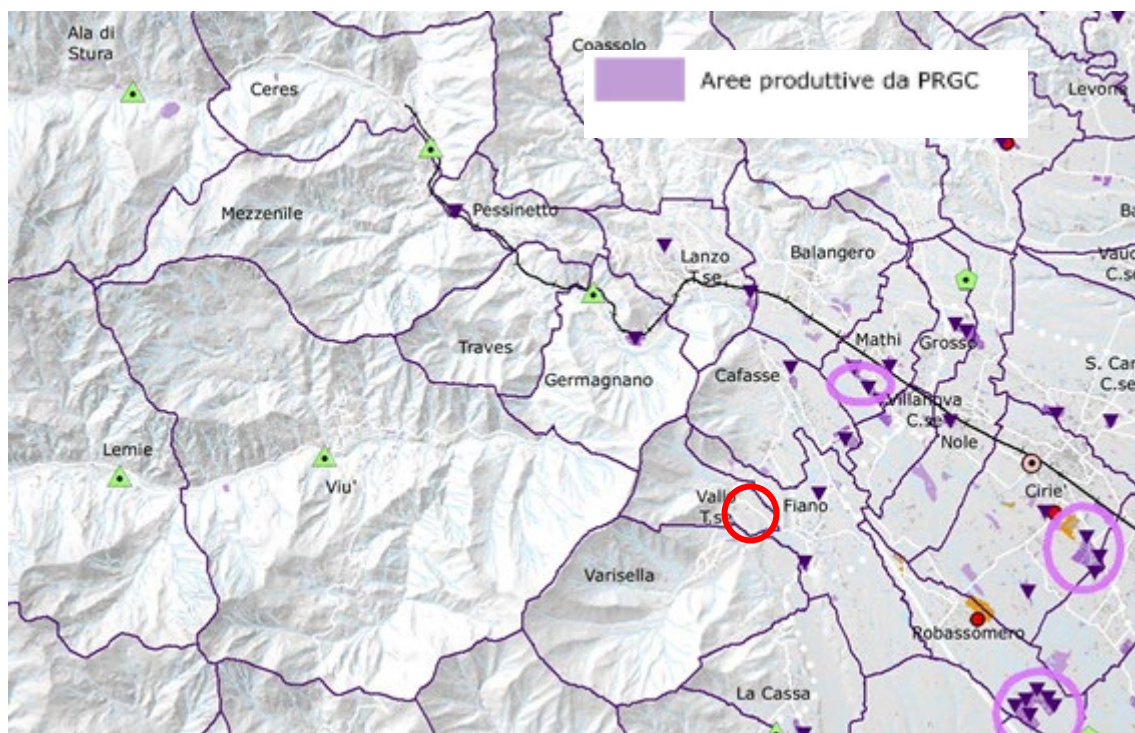 Ala di
Stura
Ceres
Coassolo
Aree produttive da PRGC
Levone
Mezzenile
Pessinetto
Lanzo
T.se
Balangero
Ba
Vauc
C.se
Traves
Germagnano
Cafasse
Mathi
Grosso
S. Car
C.se
Villanova
C.se
Nole
Lemie
Viu'
Vallo
T.se
Fiano
Cirie'
Varisella
Robassomero
La Cassa